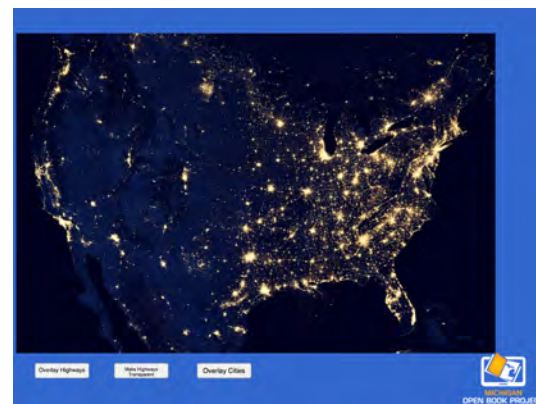 Overlay Highways
Make Highways
Transparent
Overlay Cities
MICHIGAN
OPEN BOOK PROJE